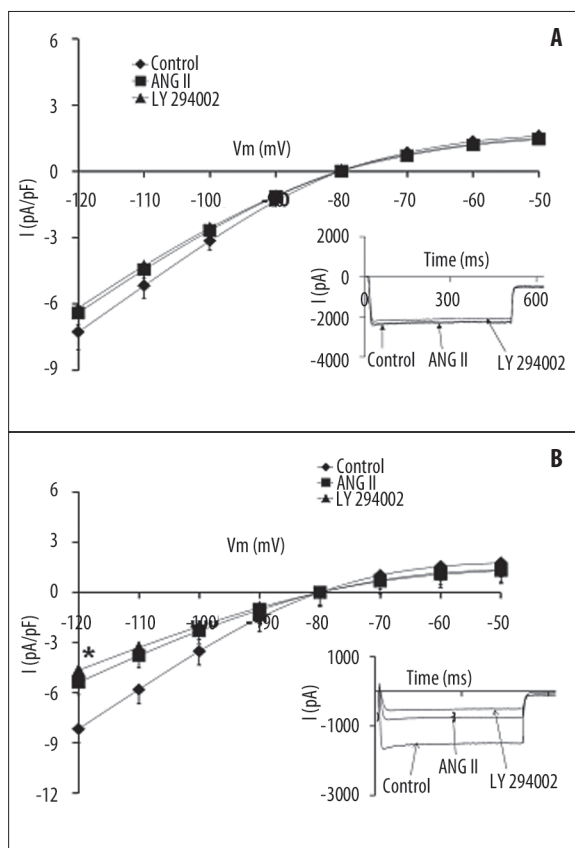 A
6
3
0
-3
-6
-9
I (pA/pF)
Control
ANG II
LY 294002
Vm (mV)
-120 -110 -100 -90 -80 -70 -60 -50
2000
0
-2000
-4000
I (pA)
Time (ms)
0 300 600
Control
ANG II
LY 294002
B
6
3
0
-3
-6
-9
-12
I (pA/pF)
Control
ANG II
LY 294002
Vm (mV)
-120 -110 -100 -90 -80 -70 -60 -50
*
1000
-1000
-3000
I (pA)
Time (ms)
Control
ANG II
LY 294002